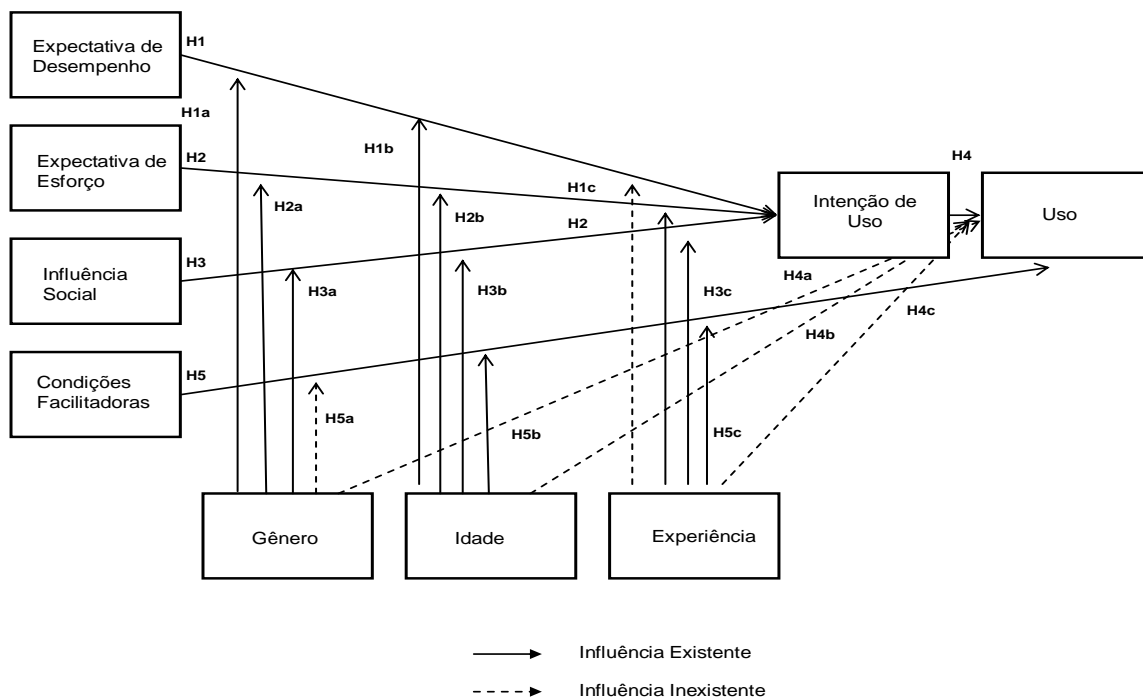 Expectativa de
Desempenho
H1
H1a
Expectativa de
Esforço
H2
H2a
H1b
H2b
H1c
H2
Intenção de
Uso
H4
Uso
Influência
Social
H3
H3a
H3b
H3c
H4a
H4b
H4c
Condições
Facilitadoras
H5
H5a
H5b
H5c
Gênero
Idade
Experiência
Influência Existente
Influência Inexistente